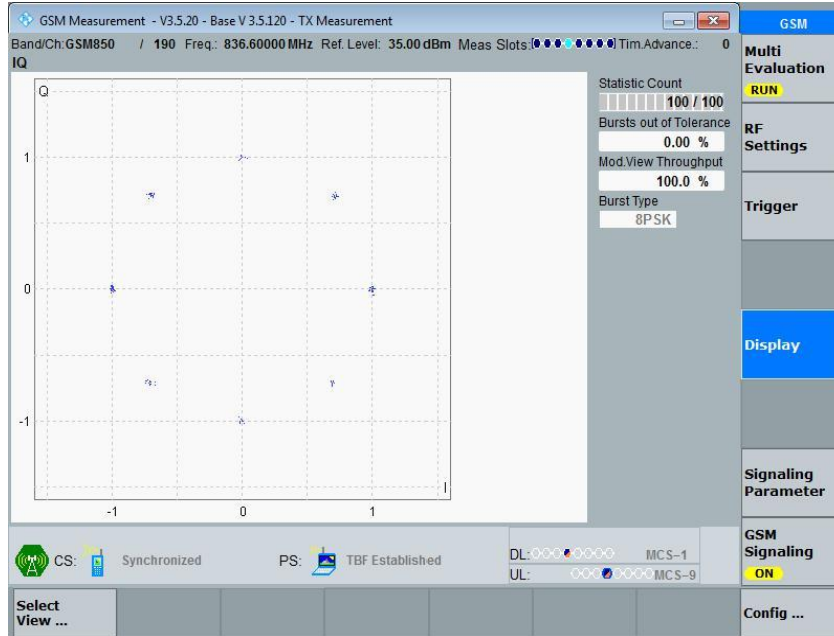 GSM Measurement - V3.5.20 - Base V 3.5.120 - TX Measurement
GSM
Band/Ch: GSM850 / 190 Freq.: 836.60000 MHz Ref. Level: 35.00 dBm Meas Slots: Tim.Advance.: 0
IQ
Multi
Evaluation
RUN
Q
Statistic Count
100 / 100
Bursts out of Tolerance
0.00 %
RF
Settings
Mod.View Throughput
100.0 %
Burst Type
8PSK
Trigger
1
0
-1
I
-1 0 1
Display
Signaling
Parameter
CS: Synchronized PS: TBF Established
DL: MCS-1
UL: MCS-9
GSM
Signaling
ON
Select
View ...
Config ...